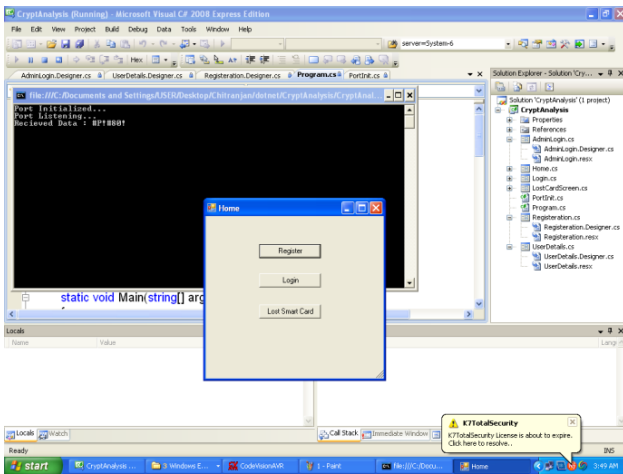 CryptAnalysis (Running) - Microsoft Visual C# 2008 Express Edition
File Edit View Project Build Debug Data Tools Window Help
server=System-6
Hex
AdminLogin.Designer.cs UserDetails.Designer.cs Registeration.Designer.cs Program.cs PortInit.cs
Solution Explorer - Solution 'Cry...
file:///C:/Documents and Settings/USER/Desktop/Chitranjan/dotnet/CryptAnalysis/CryptAnal...
Port Initialized...
Port Listening...
Recieved Data :
Solution 'CryptAnalysis' (1 project)
CryptAnalysis
Properties
References
AdminLogin.cs
AdminLogin.Designer.cs
AdminLogin.resx
Home.cs
Login.cs
LostCardScreen.cs
PortInit.cs
Program.cs
Registeration.cs
Registeration.Designer.cs
Registeration.resx
UserDetails.cs
UserDetails.Designer.cs
UserDetails.resx
Home
Register
Login
Lost Smart Card
static void Main(string[] arg
Locals
Name Value Lang
Locals Watch Call Stack Immediate Window
K7TotalSecurity
K7TotalSecurity License is about to expire.
Click here to resolve..
Ready INS
start CryptAnalysis ... 3 Windows E... CodeVisionAVR 1 - Paint file:///C:/Docu... Home 3:49 AM